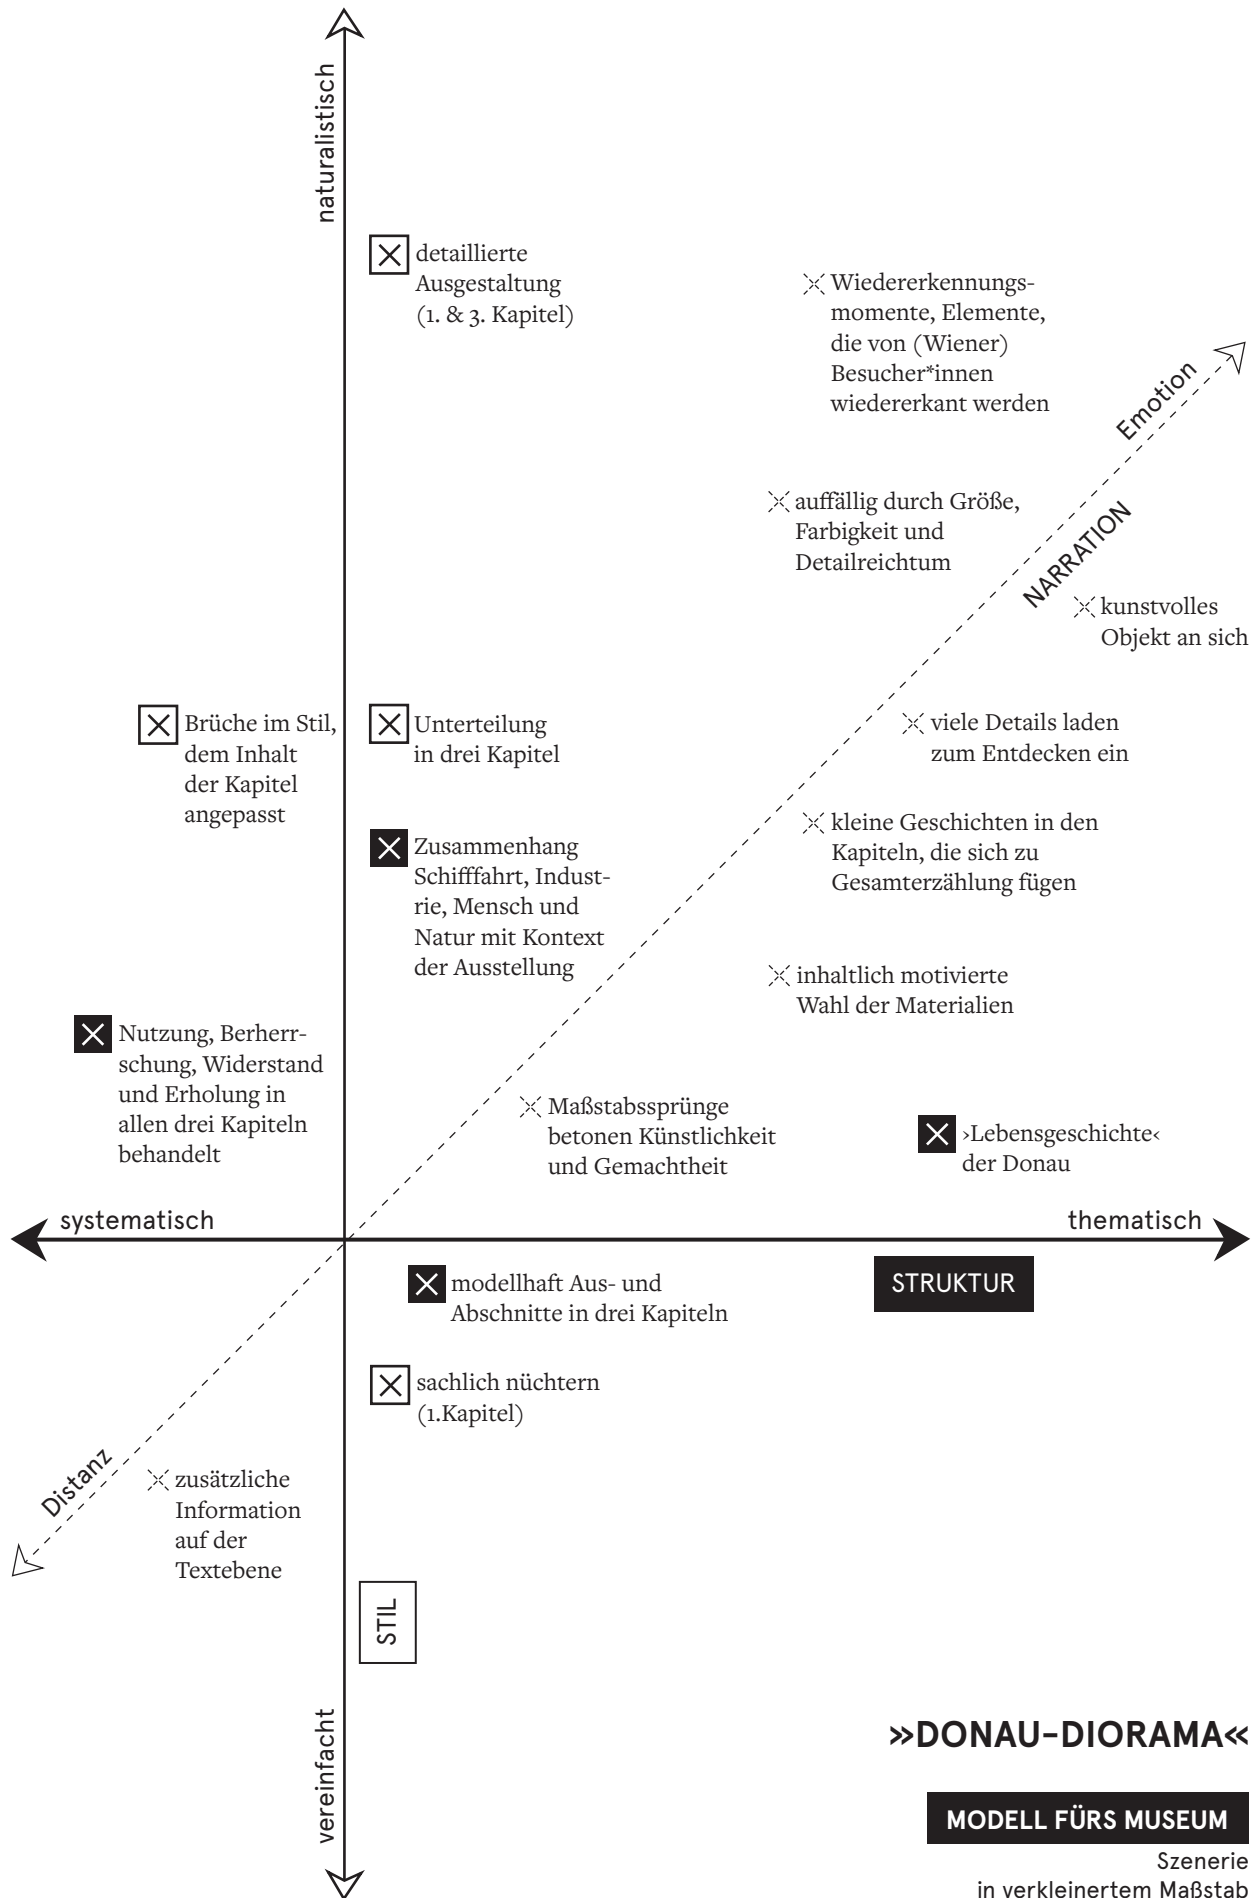 naturalistisch
detaillierte
Ausgestaltung
(1. & 3. Kapitel)
Wiedererkennungs-
momente, Elemente,
die von (Wiener)
Besucher*innen
wiedererkant werden
Emotion
NARRATION
auffällig durch Größe,
Farbigkeit und
Detailreichtum
kunstvolles
Objekt an sich
Brüche im Stil,
dem Inhalt
der Kapitel
angepasst
Unterteilung
in drei Kapitel
viele Details laden
zum Entdecken ein
Zusammenhang
Schifffahrt, Indust-
rie, Mensch und
Natur mit Kontext
der Ausstellung
kleine Geschichten in den
Kapiteln, die sich zu
Gesamterzählung fügen
inhaltlich motivierte
Wahl der Materialien
Nutzung, Berherr-
schung, Widerstand
und Erholung in
allen drei Kapiteln
behandelt
Maßstabssprünge
betonen Künstlichkeit
und Gemachtheit
›Lebensgeschichte‹
der Donau
systematisch
thematisch
STRUKTUR
modellhaft Aus- und
Abschnitte in drei Kapiteln
sachlich nüchtern
(1.Kapitel)
Distanz
zusätzliche
Information
auf der
Textebene
STIL
vereinfacht
»DONAU-DIORAMA«
MODELL FÜRS MUSEUM
Szenerie
in verkleinertem Maßstab